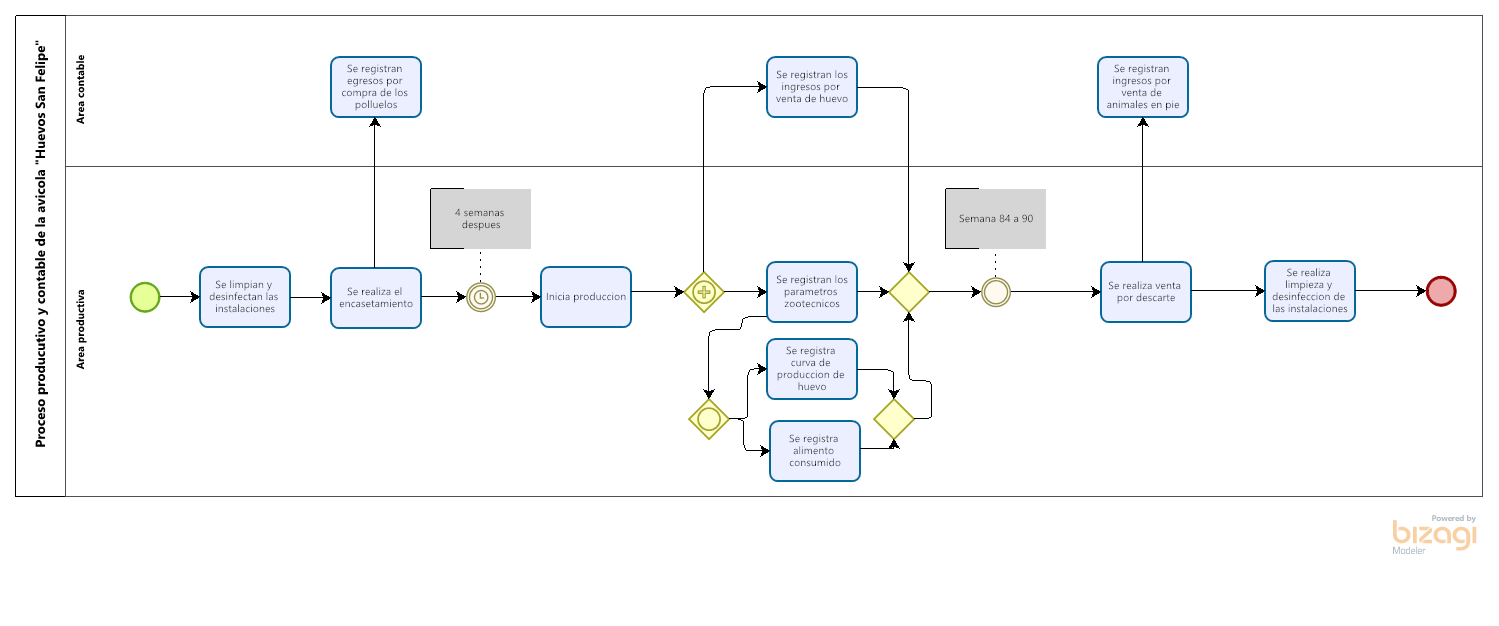 Proceso producutivo y contable de la avicola "Huevos San Felipe"
Area contable
Se registran
egresos por
compra de los
polluelos
Se registran los
ingresos por
venta de huevo
Se registran
ingresos por
venta de
animales en pie
Area productiva
4 semanas
despues
Semana 84 a 90
Se limpian y
desinfectan las
instalaciones
Se realiza el
encasetamiento
Inicia produccion
Se registran los
parametros
zootecnicos
Se realiza venta
por descarte
Se realiza
limpieza y
desinfeccion de
las instalaciones
Se registra
curva de
produccion de
huevo
Se registra
alimento
consumido
Powered by
bizagi
Modeler